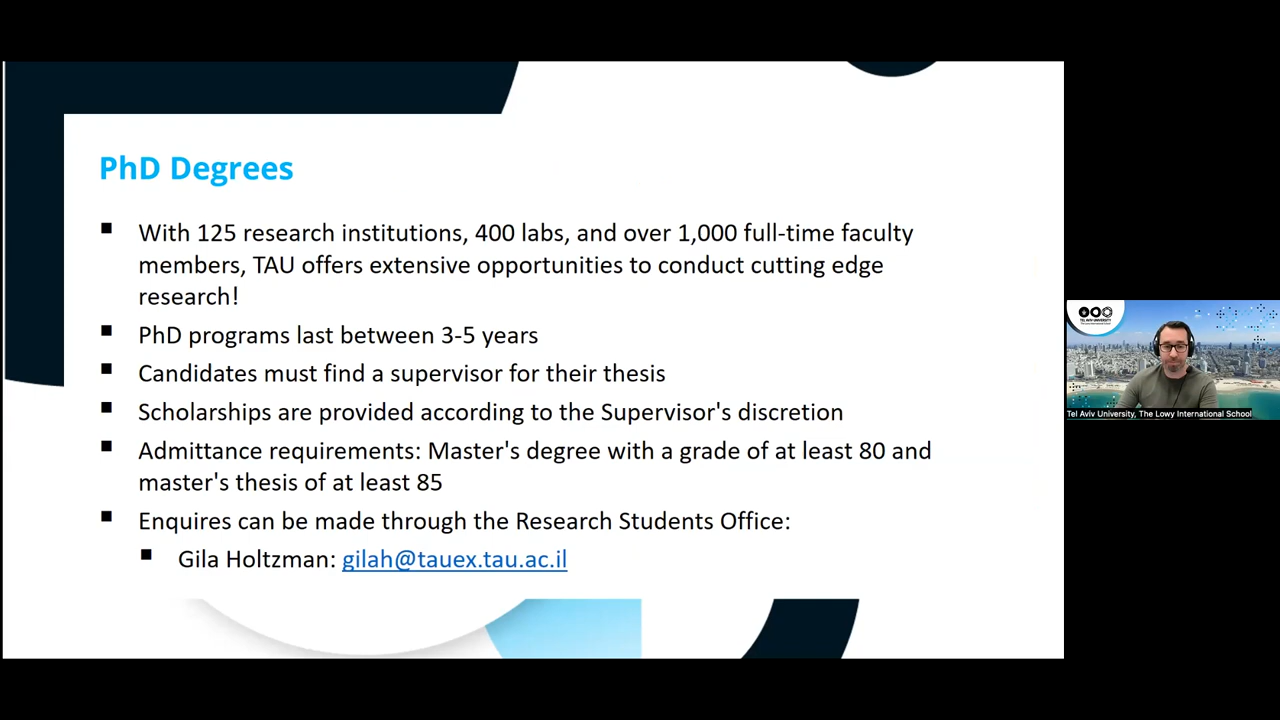 PhD Degrees
With 125 research institutions, 400 labs, and over 1,000 full-time faculty
members, TAU offers extensive opportunities to conduct cutting edge
research!
PhD programs last between 3-5 years
Candidates must find a supervisor for their thesis
Scholarships are provided according to the Supervisor's discretion
Admittance requirements: Master's degree with a grade of at least 80 and
master's thesis of at least 85
Enquires can be made through the Research Students Office:
Gila Holtzman: gilah@tauex.tau.ac.il
TEL AVIV UNIVERSITY
Tel Aviv University, The Lowy International School